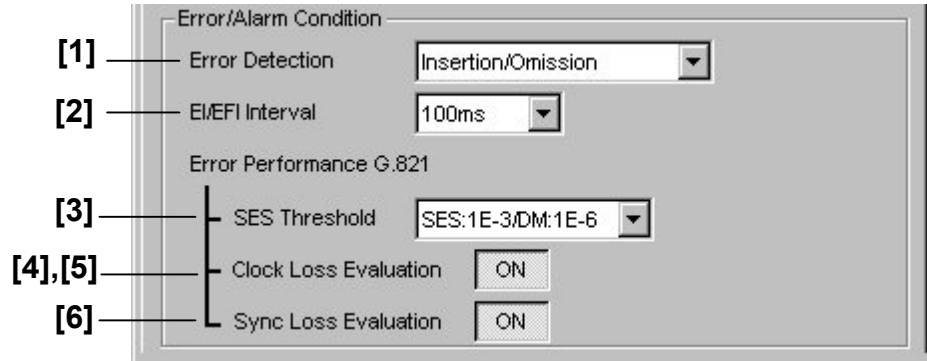 Error/Alarm Condition
[1] Error Detection Insertion/Omission
[2] EI/EFI Interval 100ms
Error Performance G.821
[3] SES Threshold SES:1E-3/DM:1E-6
[4],[5] Clock Loss Evaluation ON
[6] Sync Loss Evaluation ON